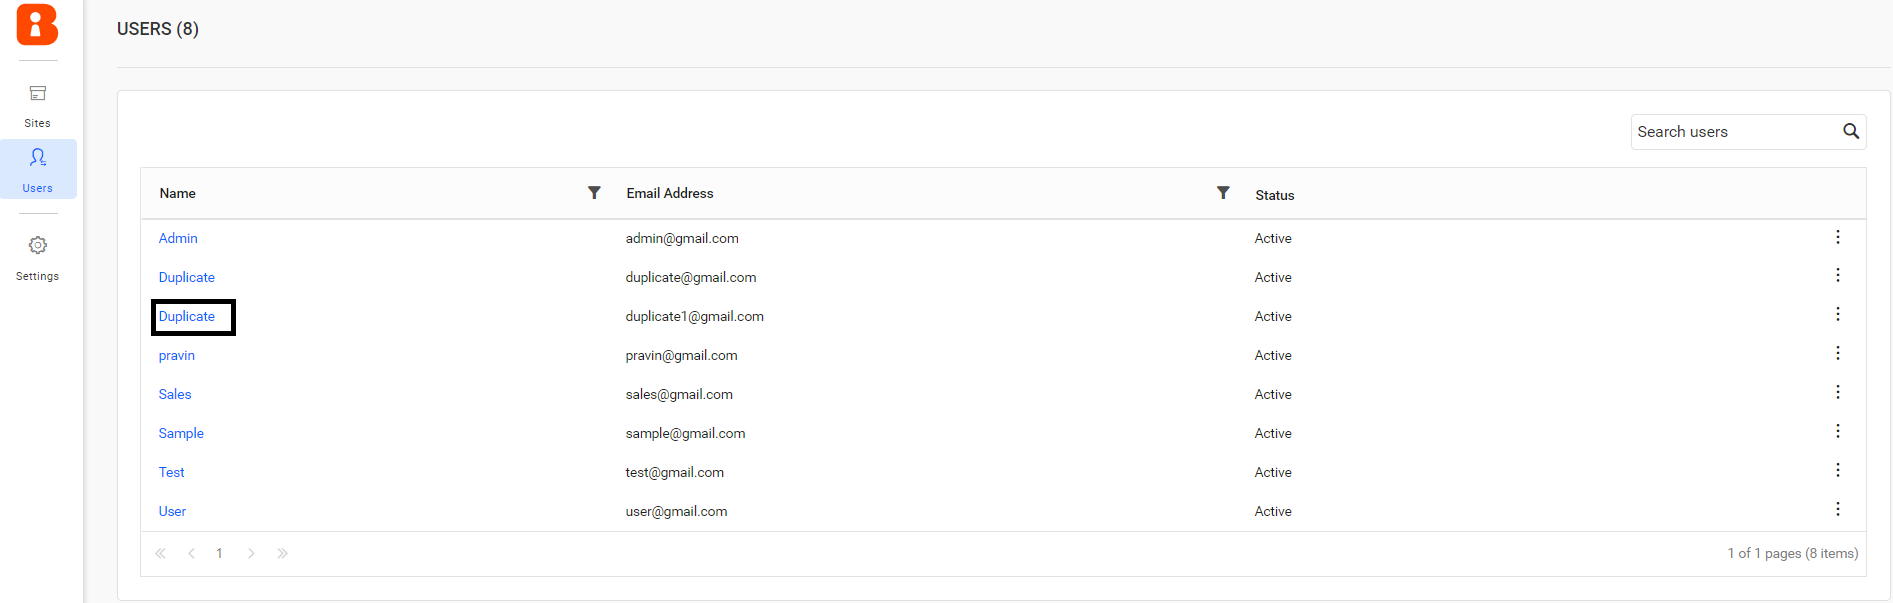 USERS (8)
Sites
Users
Settings
Search users
Name Email Address Status
Admin admin@gmail.com Active
Duplicate duplicate@gmail.com Active
Duplicate duplicate1@gmail.com Active
pravin pravin@gmail.com Active
Sales sales@gmail.com Active
Sample sample@gmail.com Active
Test test@gmail.com Active
User user@gmail.com Active
1 1 of 1 pages (8 items)